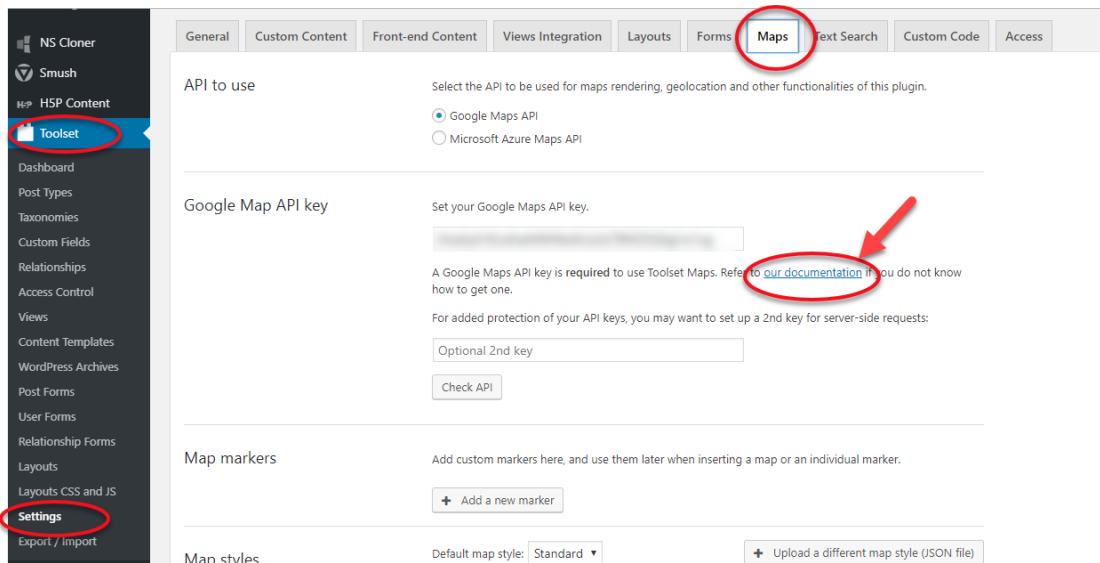 NS Cloner
Smush
H5P Content
Toolset
Dashboard
Post Types
Taxonomies
Custom Fields
Relationships
Access Control
Views
Content Templates
WordPress Archives
Post Forms
User Forms
Relationship Forms
Layouts
Layouts CSS and JS
Settings
Export / Import
General
Custom Content
Front-end Content
Views Integration
Layouts
Forms
Maps
Text Search
Custom Code
Access
API to use
Select the API to be used for maps rendering, geolocation and other functionalities of this plugin.
Google Maps API
Microsoft Azure Maps API
Google Map API key
Set your Google Maps API key.
A Google Maps API key is required to use Toolset Maps. Refer to our documentation if you do not know
how to get one.
For added protection of your API keys, you may want to set up a 2nd key for server-side requests:
Optional 2nd key
Check API
Map markers
Add custom markers here, and use them later when inserting a map or an individual marker.
+ Add a new marker
Map styles
Default map style: Standard
+ Upload a different map style (JSON file)